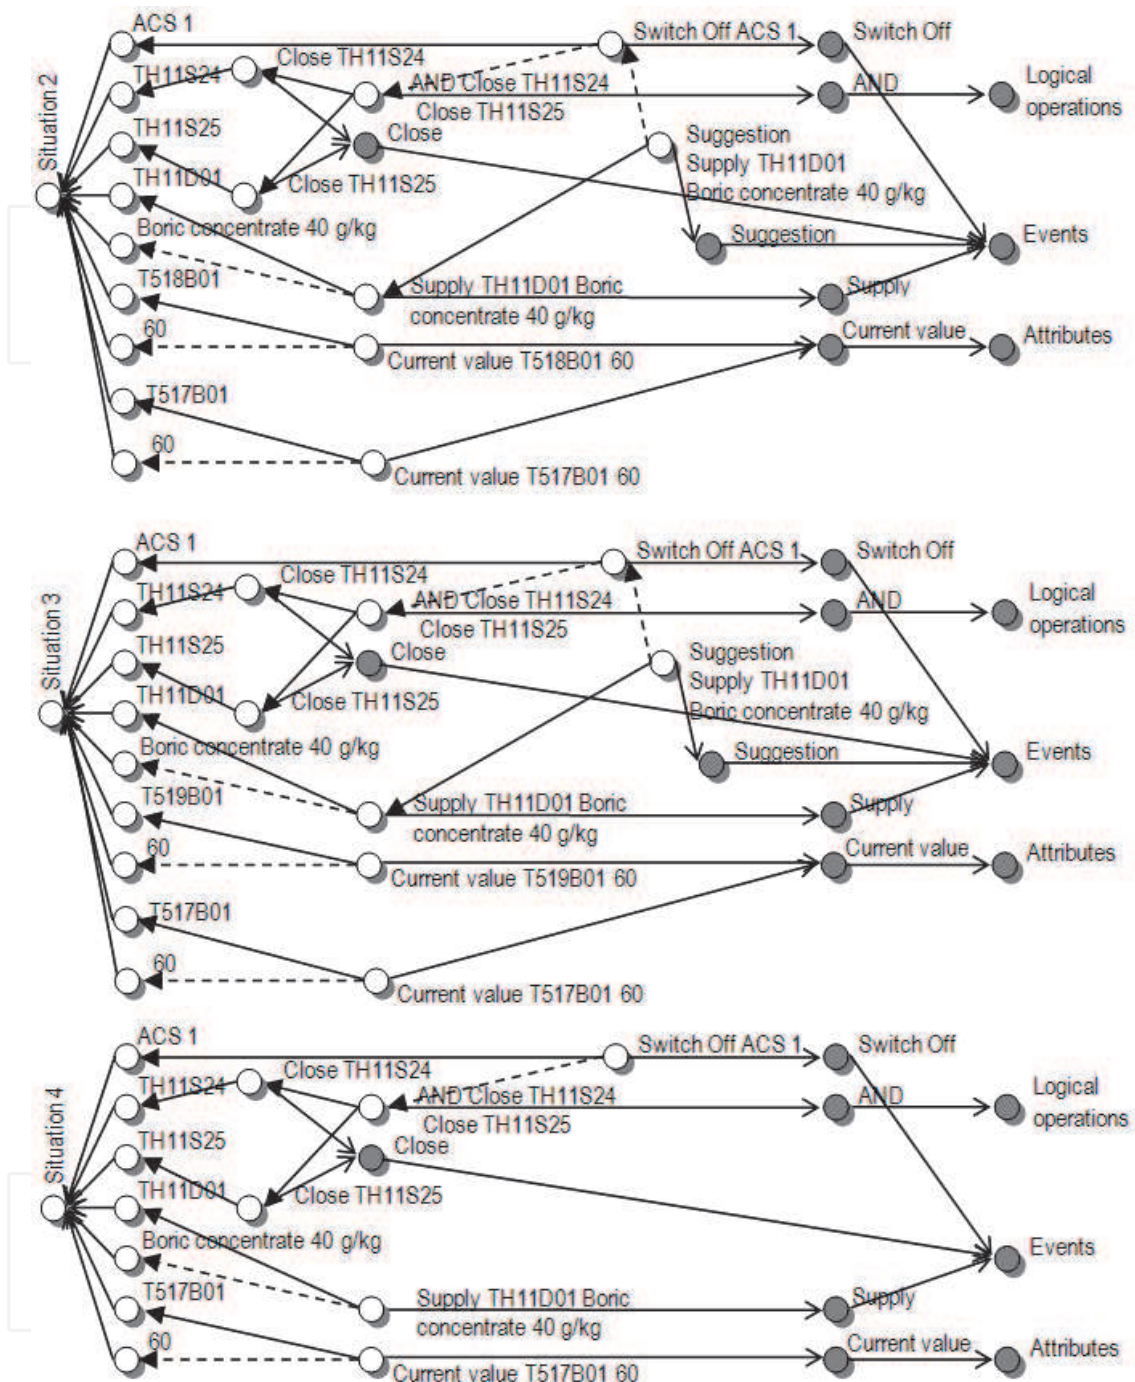 ACS 1
Switch Off ACS 1
Switch Off
Situation 2
TH11S24
Close TH11S24
AND Close TH11S24
Close TH11S25
AND
Logical
operations
TH11S25
Close
Suggestion
Supply TH11D01
Boric concentrate 40 g/kg
TH11D01
Close TH11S25
Boric concentrate 40 g/kg
Suggestion
Events
T518B01
Supply TH11D01 Boric
concentrate 40 g/kg
Supply
60
Current value T518B01 60
Current value
Attributes
T517B01
60
Current value T517B01 60
ACS 1
Switch Off ACS 1
Switch Off
Situation 3
TH11S24
Close TH11S24
AND Close TH11S24
Close TH11S25
AND
Logical
operations
TH11S25
Close
Suggestion
Supply TH11D01
Boric concentrate 40 g/kg
TH11D01
Close TH11S25
Boric concentrate 40 g/kg
Suggestion
Events
T519B01
Supply TH11D01 Boric
concentrate 40 g/kg
Supply
60
Current value T519B01 60
Current value
Attributes
T517B01
60
Current value T517B01 60
ACS 1
Switch Off ACS 1
Switch Off
Situation 4
TH11S24
Close TH11S24
AND Close TH11S24
Close TH11S25
AND
Logical
operations
TH11S25
Close
TH11D01
Close TH11S25
Boric concentrate 40 g/kg
Events
T517B01
Supply TH11D01 Boric
concentrate 40 g/kg
Supply
60
Current value T517B01 60
Current value
Attributes